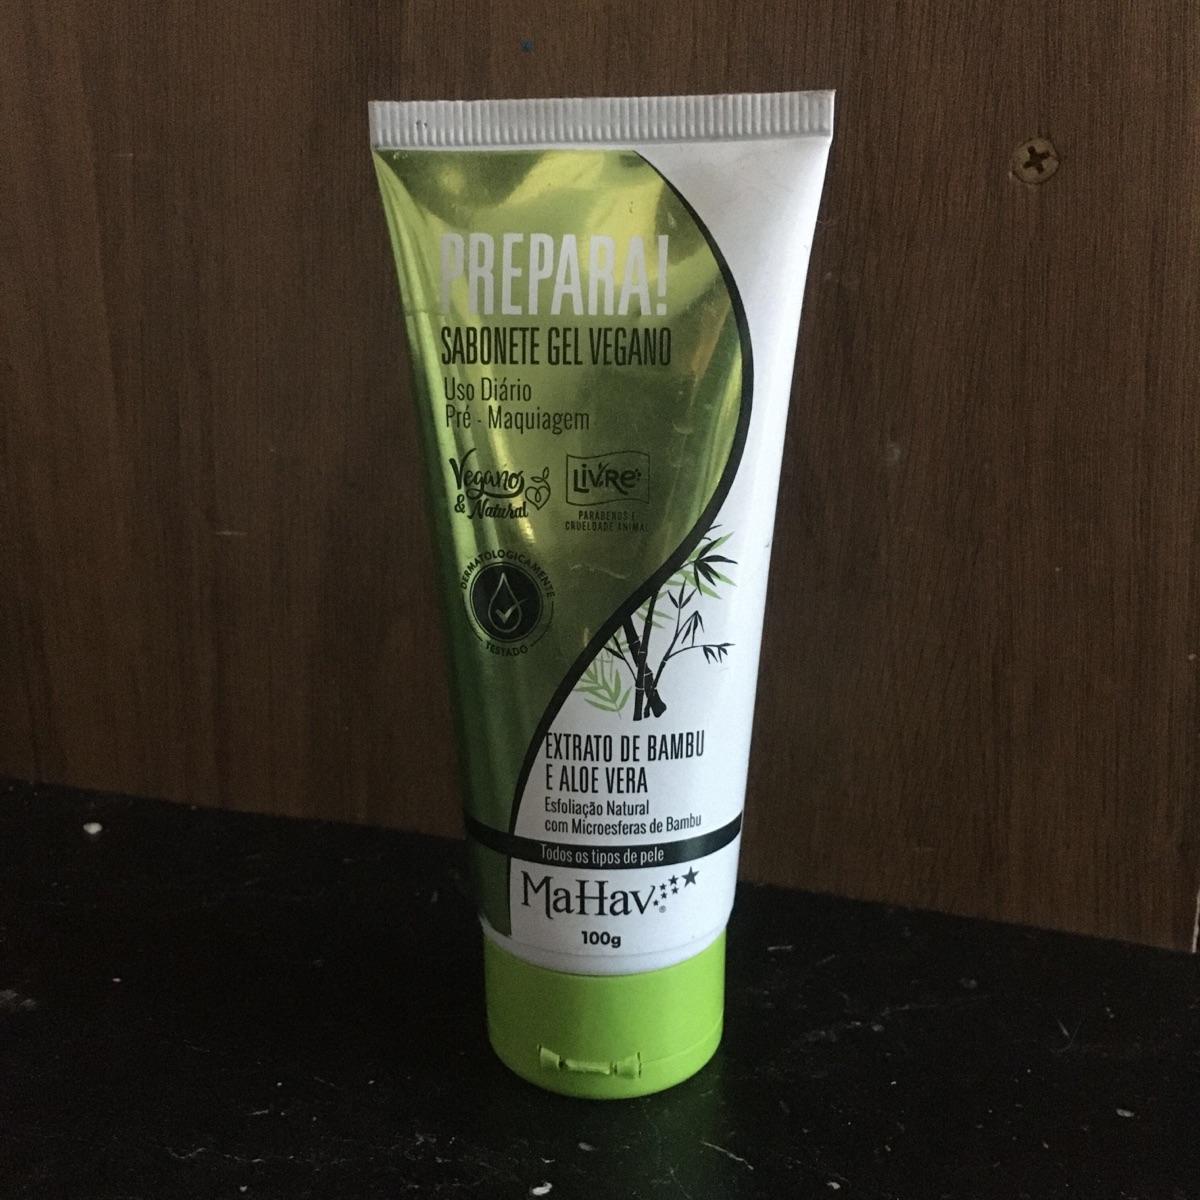 PREPARA!
SABONETE GEL VEGANO
Uso Diário
Pré - Maquiagem
Vegano
& Natural
LiVRe
PARABENOS E
CRUELDADE ANIMAL
DERMATOLOGICAMENTE
TESTADO
EXTRATO DE BAMBU
E ALOE VERA
Esfoliação Natural
com Microesferas de Bambu
Todos os tipos de pele
MaHav®
100g